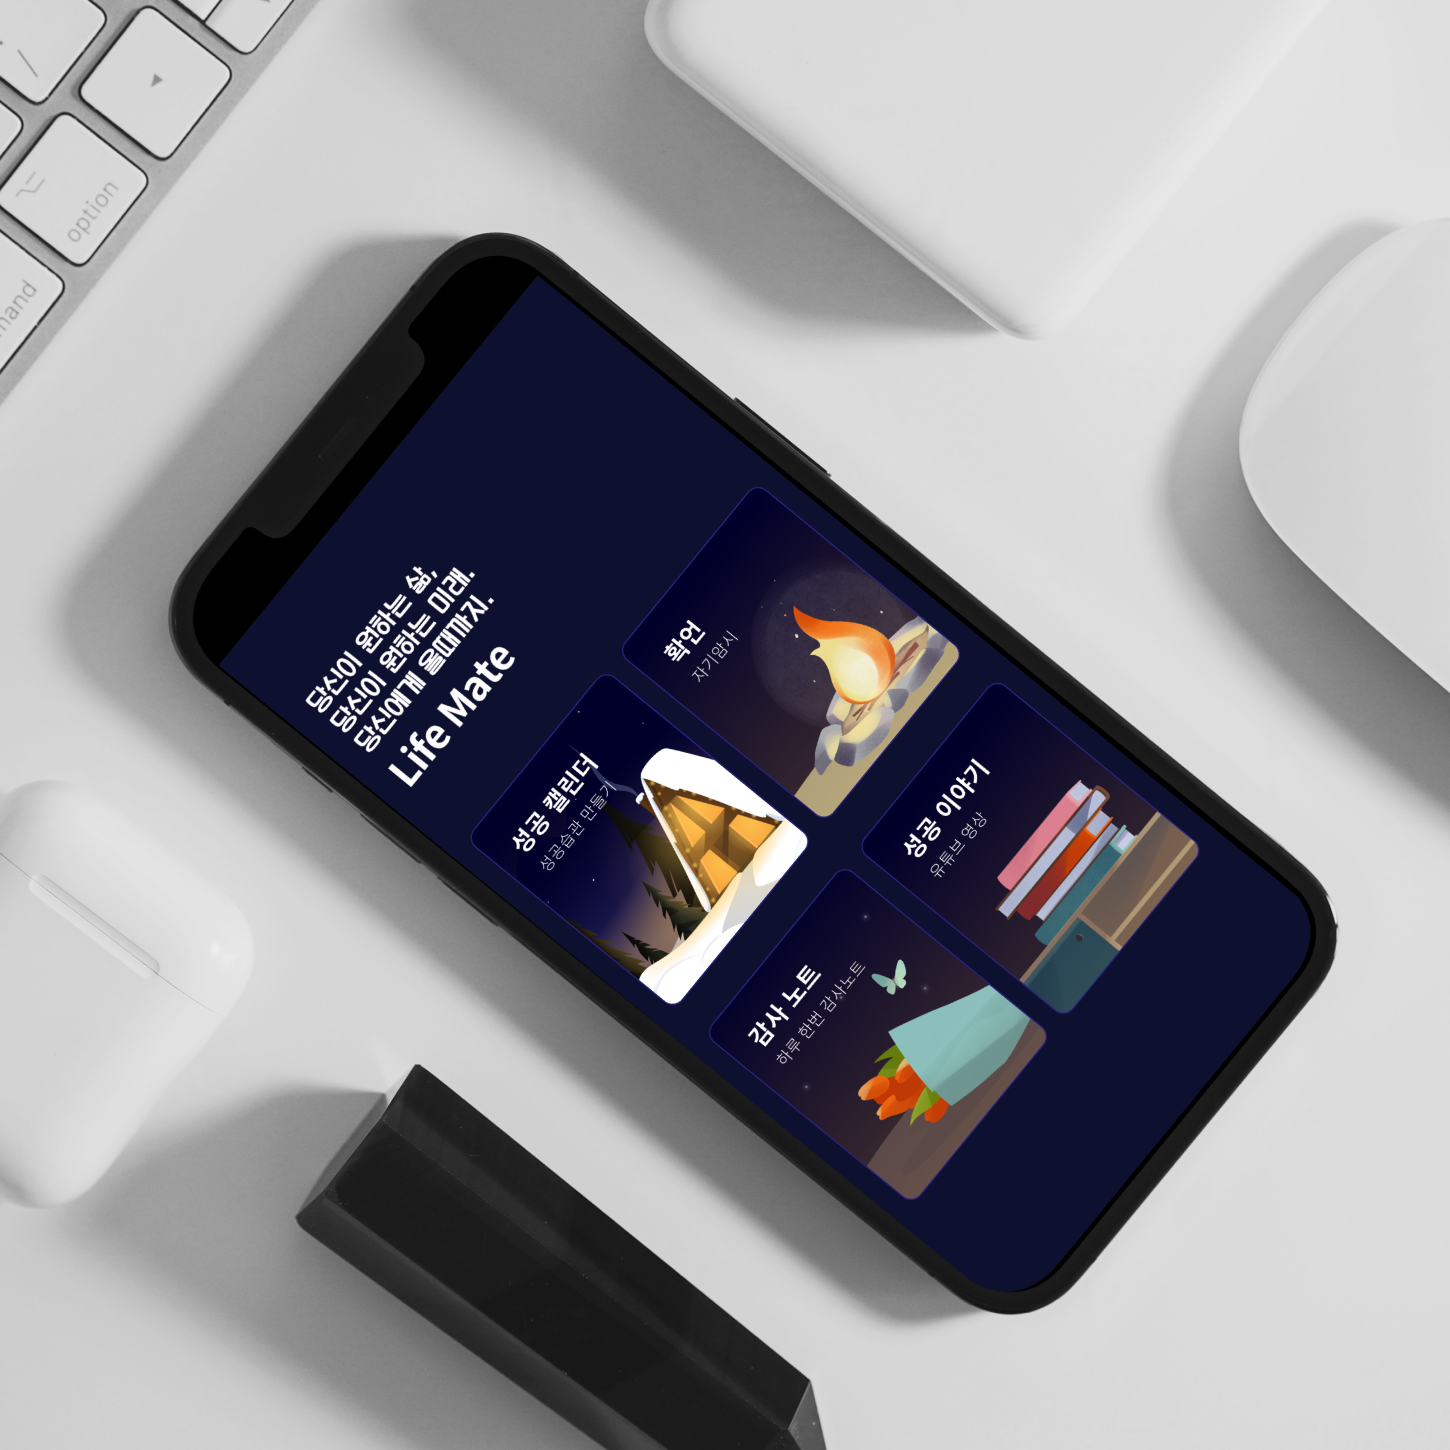 당신이 원하는 삶,
당신이 원하는 미래.
당신에게 올때까지.
Life Mate
성공 캘린더
성공습관 만들기
확언
자기암시
감사 노트
하루 한번 감사노트
성공 이야기
유튜브 영상
/
option